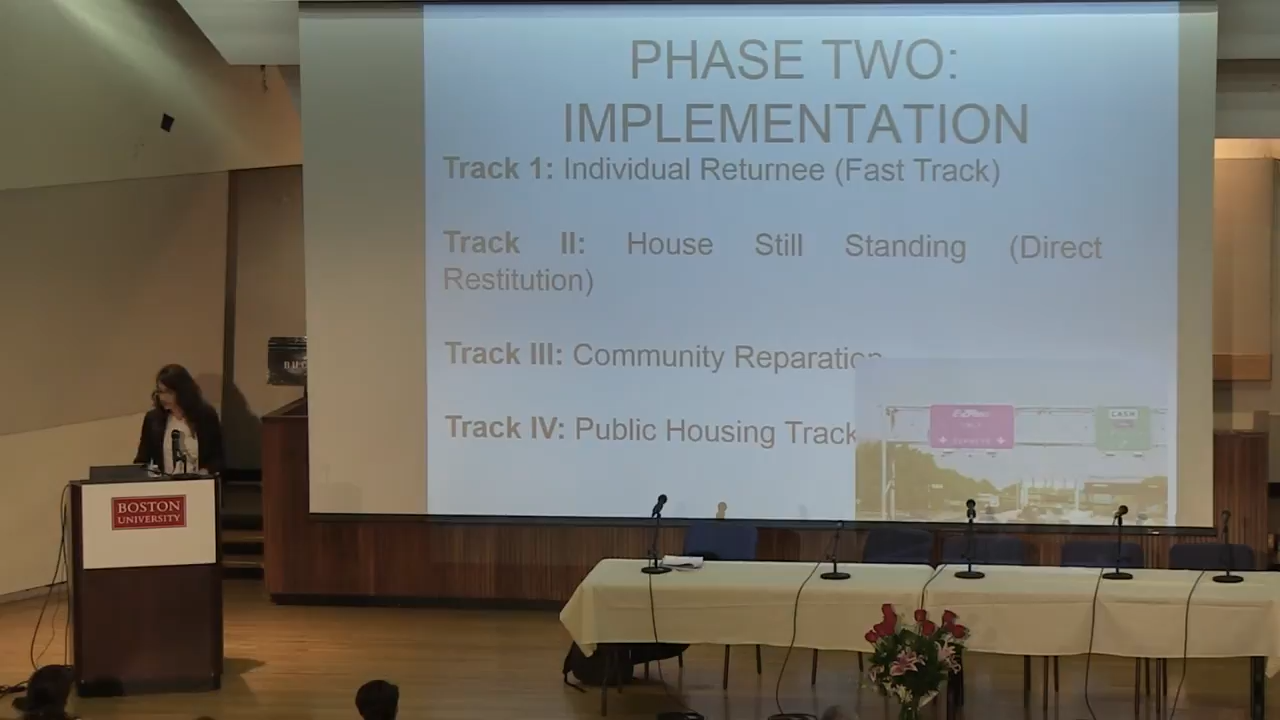 PHASE TWO:
IMPLEMENTATION
Track 1: Individual Returnee (Fast Track)
Track II: House Still Standing (Direct
Restitution)
Track III: Community Reparation
Track IV: Public Housing Track
CASH
BOSTON
UNIVERSITY